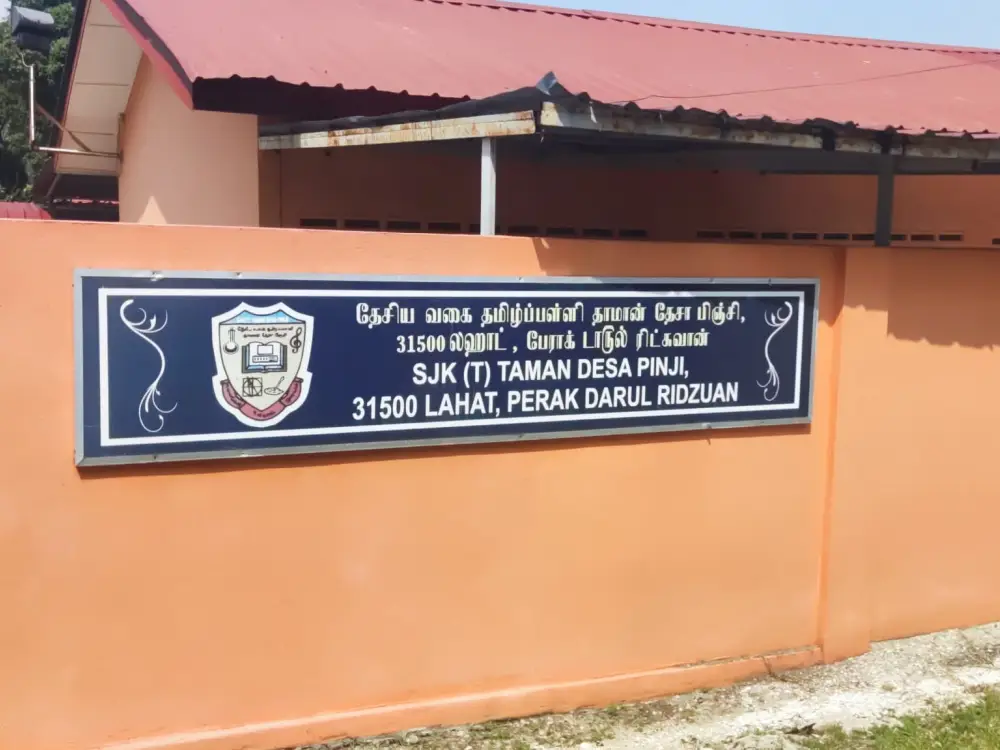 தேசிய வகை தமிழ்ப்பள்ளி தாமான் தேசா பிஞ்சி,
31500 லஹாட் , பேராக் டாருல் ரிட்சுவான்
SJK (T) TAMAN DESA PINJI,
31500 LAHAT, PERAK DARUL RIDZUAN